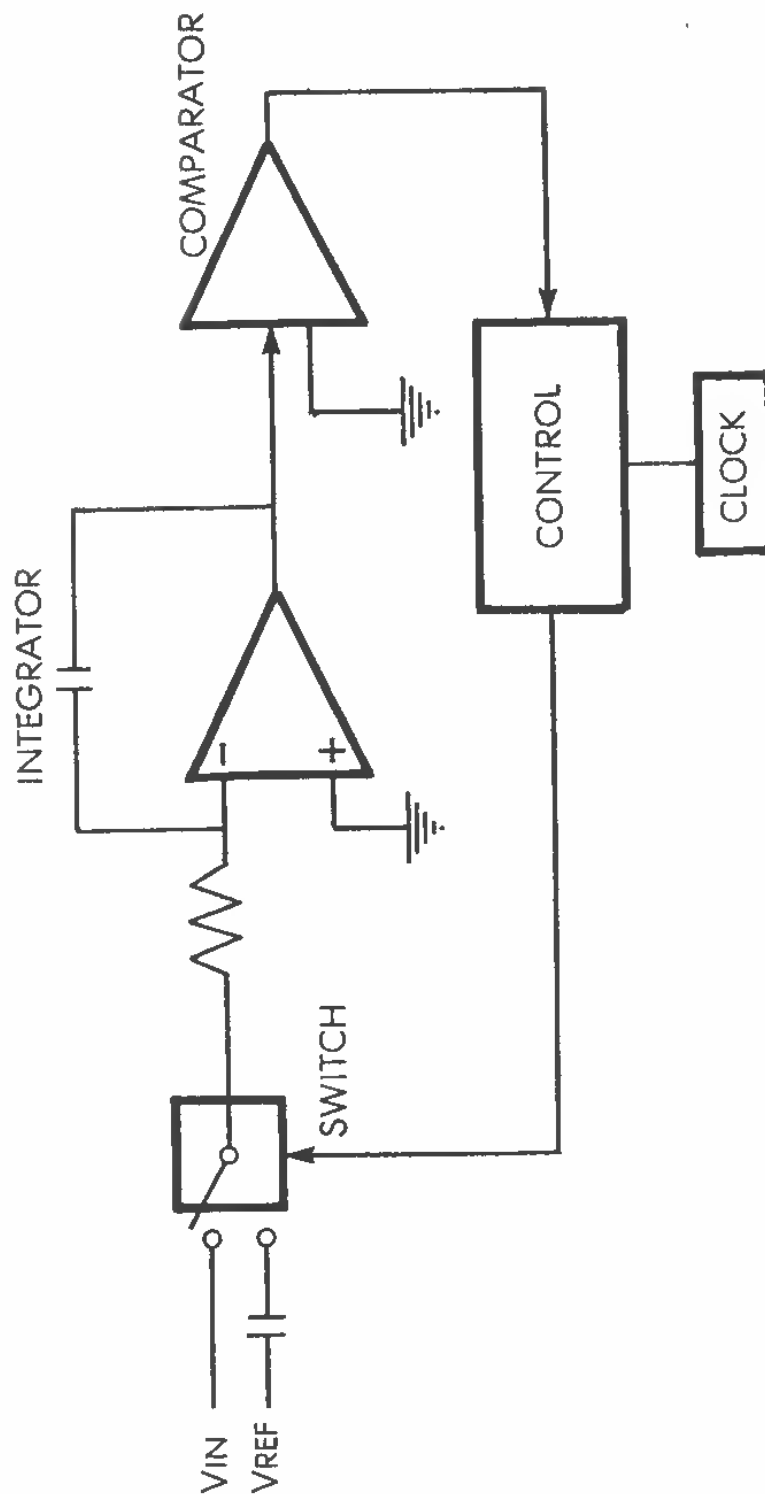 INTEGRATOR
COMPARATOR
-
+
VIN
VREF
SWITCH
CONTROL
CLOCK